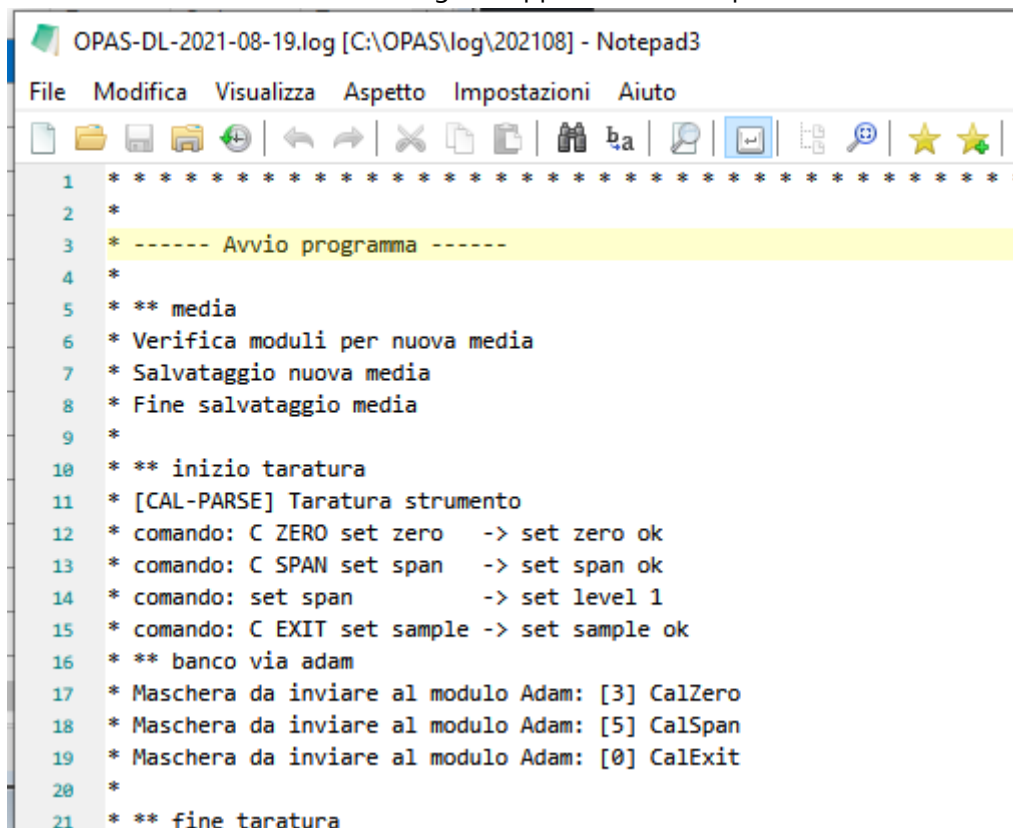 OPAS-DL-2021-08-19.log [C:\OPAS\log\202108] - Notepad3
File Modifica Visualizza Aspetto Impostazioni Aiuto
1 * * * * * * * * * * * * * * * * * * * * * * * * * * * * * * * * * * *
2 *
3 * ------ Avvio programma ------
4 *
5 * ** media
6 * Verifica moduli per nuova media
7 * Salvataggio nuova media
8 * Fine salvataggio media
9 *
10 * ** inizio taratura
11 * [CAL-PARSE] Taratura strumento
12 * comando: C ZERO set zero   -> set zero ok
13 * comando: C SPAN set span   -> set span ok
14 * comando: set span          -> set level 1
15 * comando: C EXIT set sample -> set sample ok
16 * ** banco via adam
17 * Maschera da inviare al modulo Adam: [3] CalZero
18 * Maschera da inviare al modulo Adam: [5] CalSpan
19 * Maschera da inviare al modulo Adam: [0] CalExit
20 *
21 * ** fine taratura